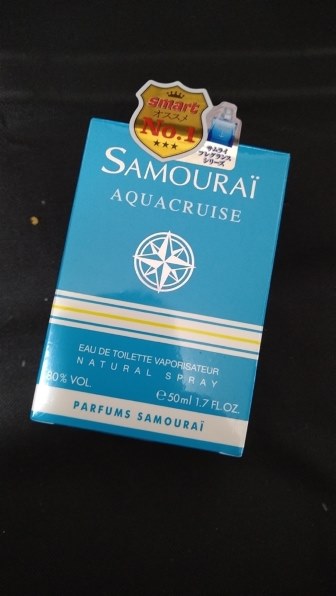 smart
オススメ
No.1
サムライ
フレグランス
シリーズ
SAMOURAÏ
AQUACRUISE
EAU DE TOILETTE VAPORISATEUR
NATURAL SPRAY
80% VOL.
℮ 50ml 1.7 FL.OZ.
PARFUMS SAMOURAÏ